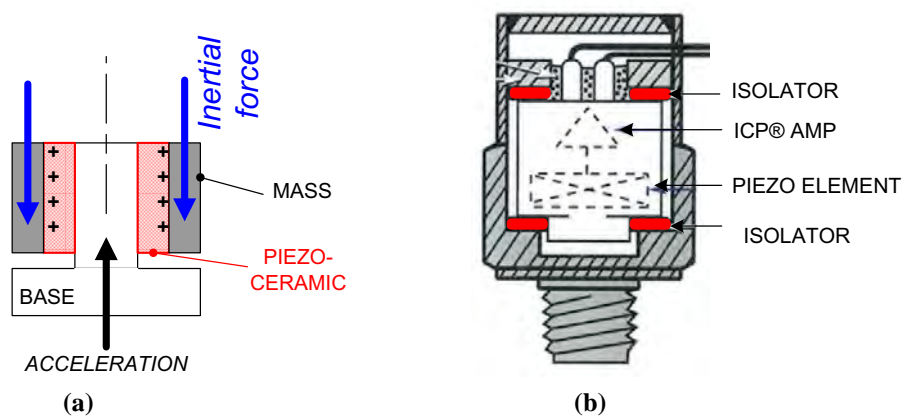 Inertial
force
+ +
+ +
+ +
+ +
MASS
PIEZO-
CERAMIC
BASE
ACCELERATION
(a)
ISOLATOR
ICP® AMP
PIEZO ELEMENT
ISOLATOR
(b)